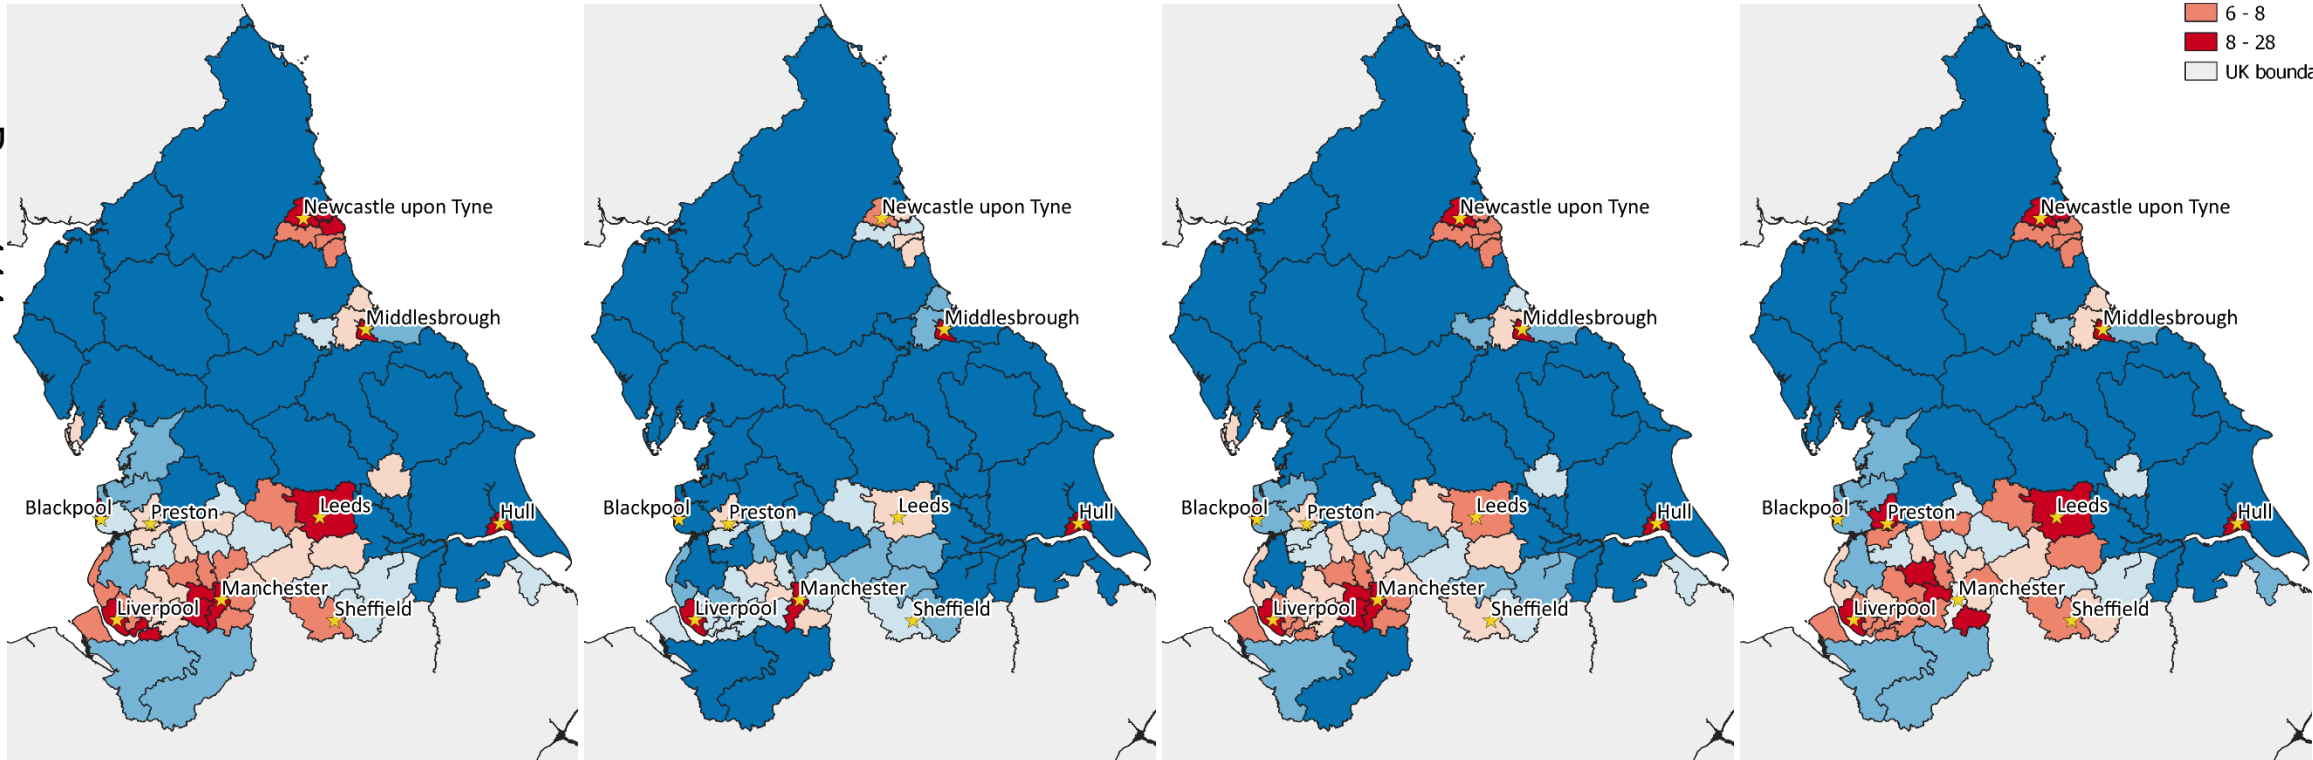 6 - 8
8 - 28
UK bounda
Newcastle upon Tyne
Middlesbrough
Blackpool
Preston
Leeds
Hull
Manchester
Liverpool
Sheffield
Newcastle upon Tyne
Middlesbrough
Blackpool
Preston
Leeds
Hull
Manchester
Liverpool
Sheffield
Newcastle upon Tyne
Middlesbrough
Blackpool
Preston
Leeds
Hull
Manchester
Liverpool
Sheffield
Newcastle upon Tyne
Middlesbrough
Blackpool
Preston
Leeds
Hull
Manchester
Liverpool
Sheffield